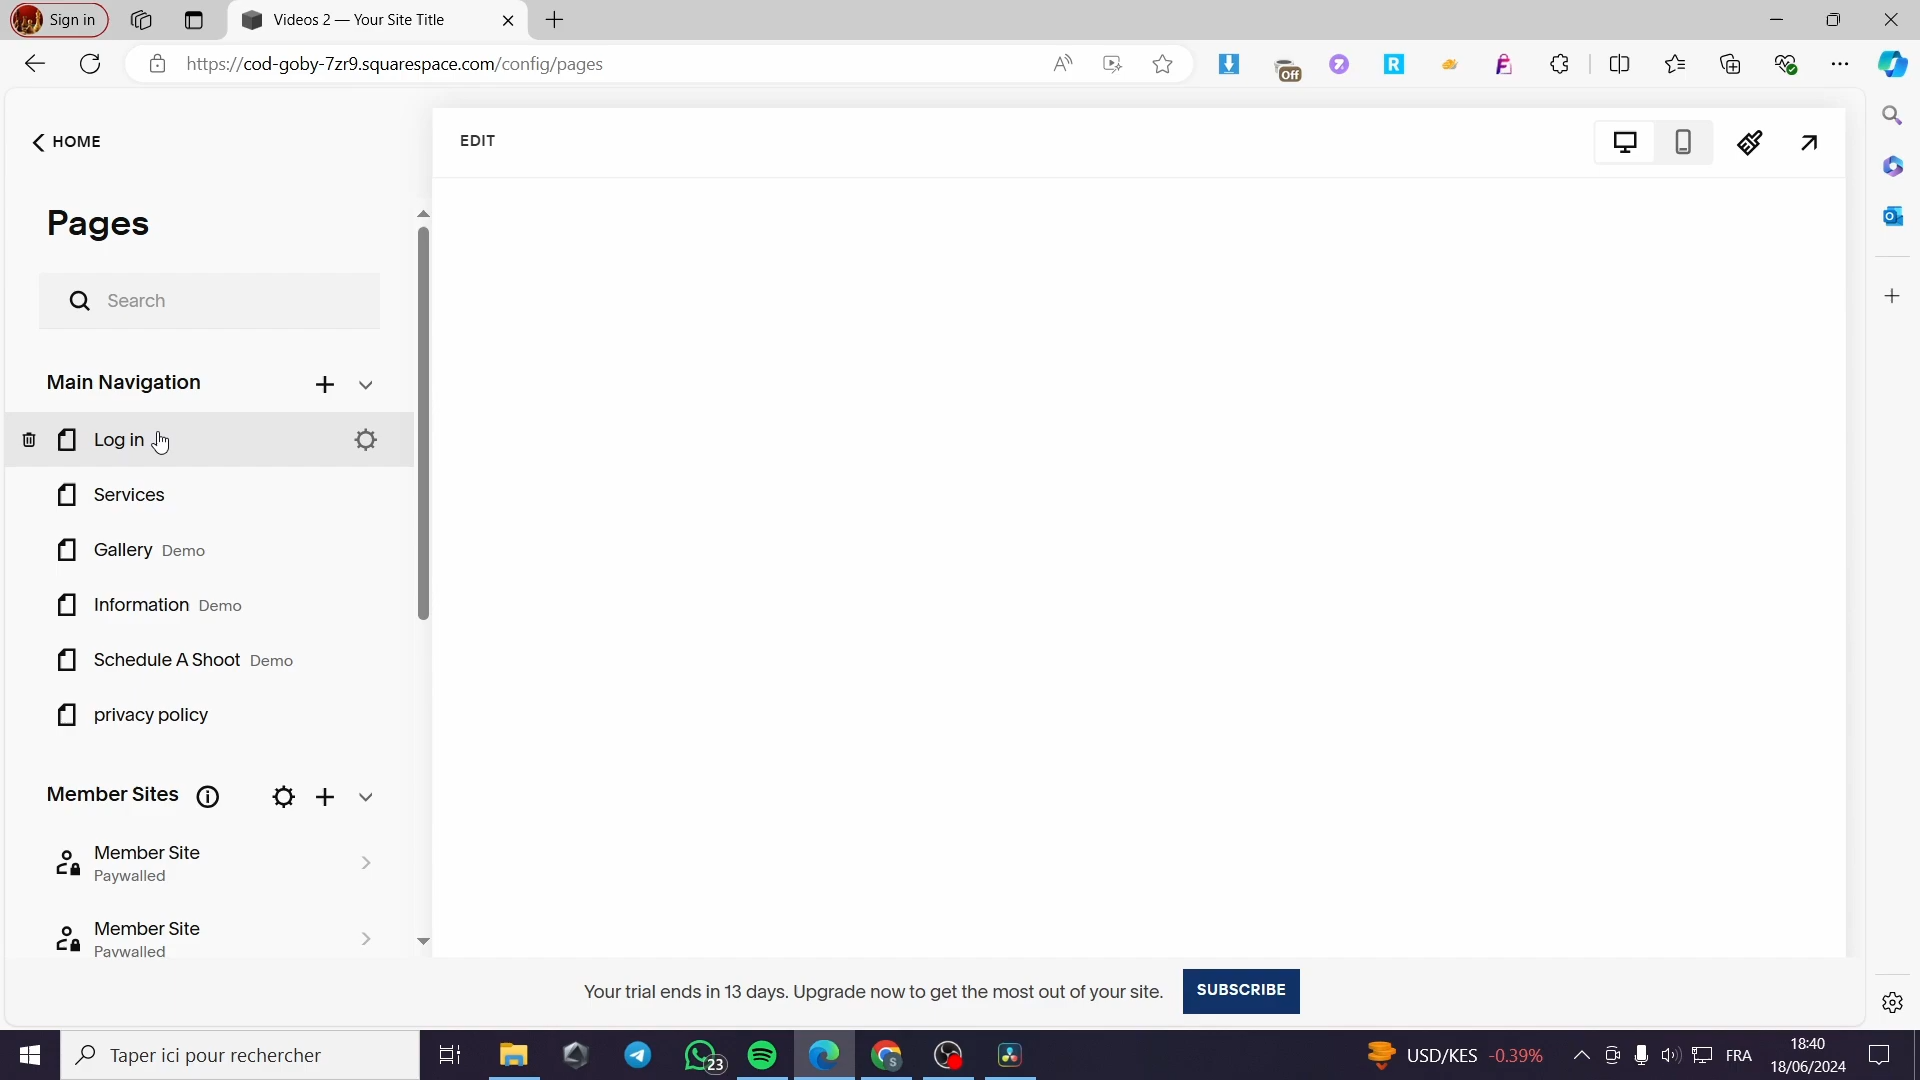 Sign in
Videos 2 — Your Site Title
https://cod-goby-7zr9.squarespace.com/config/pages
Off
HOME
EDIT
Pages
Search
Main Navigation
Log in
Services
Gallery Demo
Information Demo
Schedule A Shoot Demo
privacy policy
Member Sites
Member Site
Paywalled
Member Site
Paywalled
Your trial ends in 13 days. Upgrade now to get the most out of your site.
SUBSCRIBE
Taper ici pour rechercher
23
USD/KES -0.39%
FRA
18:40
18/06/2024